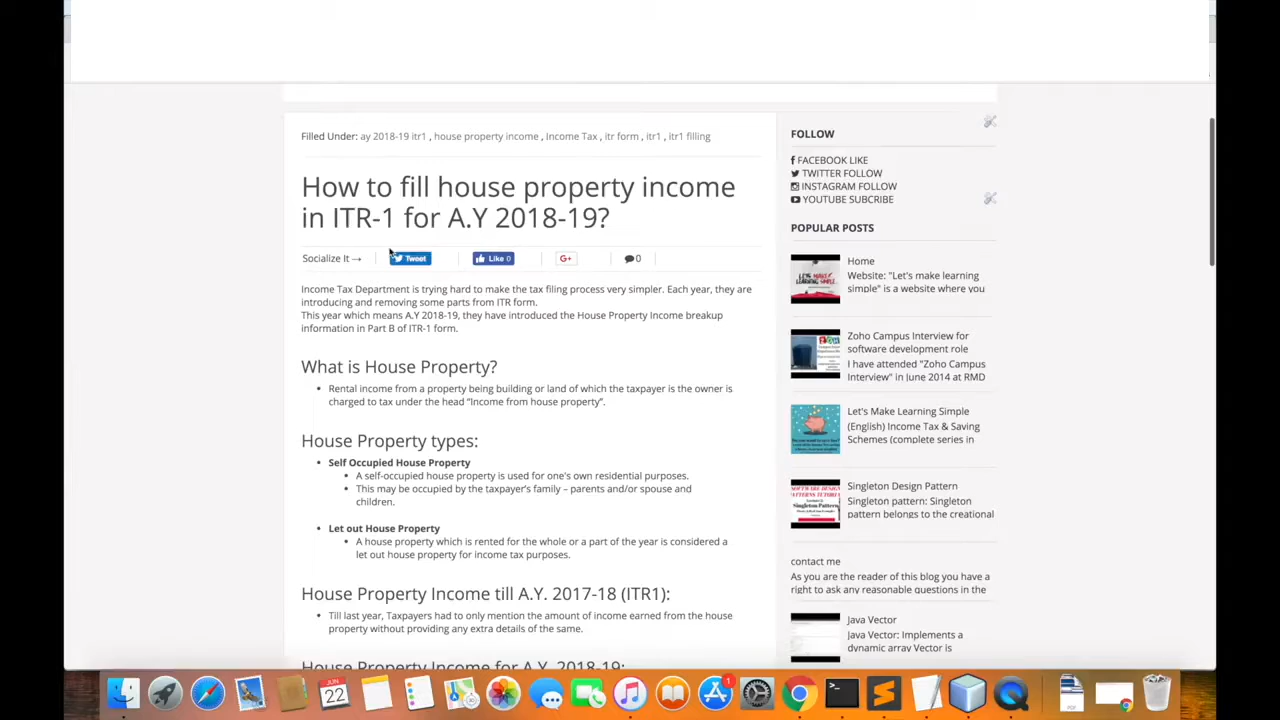 Filled Under: ay 2018-19 itr1 , house property income , Income Tax , itr form , itr1 , itr1 filling
How to fill house property income
in ITR-1 for A.Y 2018-19?
Socialize It →
Tweet
Like 0
G+
0
Income Tax Department is trying hard to make the tax filing process very simpler. Each year, they are
introducing and removing some parts from ITR form.
This year which means A.Y 2018-19, they have introduced the House Property Income breakup
information in Part B of ITR-1 form.
What is House Property?
• Rental income from a property being building or land of which the taxpayer is the owner is
charged to tax under the head “Income from house property”.
House Property types:
• Self Occupied House Property
• A self-occupied house property is used for one’s own residential purposes.
• This may be occupied by the taxpayer’s family – parents and/or spouse and
children.
• Let out House Property
• A house property which is rented for the whole or a part of the year is considered a
let out house property for income tax purposes.
House Property Income till A.Y. 2017-18 (ITR1):
• Till last year, Taxpayers had to only mention the amount of income earned from the house
property without providing any extra details of the same.
House Property Income for A.Y. 2018-19:
FOLLOW
FACEBOOK LIKE
TWITTER FOLLOW
INSTAGRAM FOLLOW
YOUTUBE SUBCRIBE
POPULAR POSTS
Home
Website: "Let's make learning
simple" is a website where you
Zoho Campus Interview for
software development role
I have attended "Zoho Campus
Interview" in June 2014 at RMD
Let's Make Learning Simple
(English) Income Tax & Saving
Schemes (complete series in
Singleton Design Pattern
Singleton pattern: Singleton
pattern belongs to the creational
contact me
As you are the reader of this blog you have a
right to ask any reasonable questions in the
Java Vector
Java Vector: Implements a
dynamic array Vector is
JUN
22
1